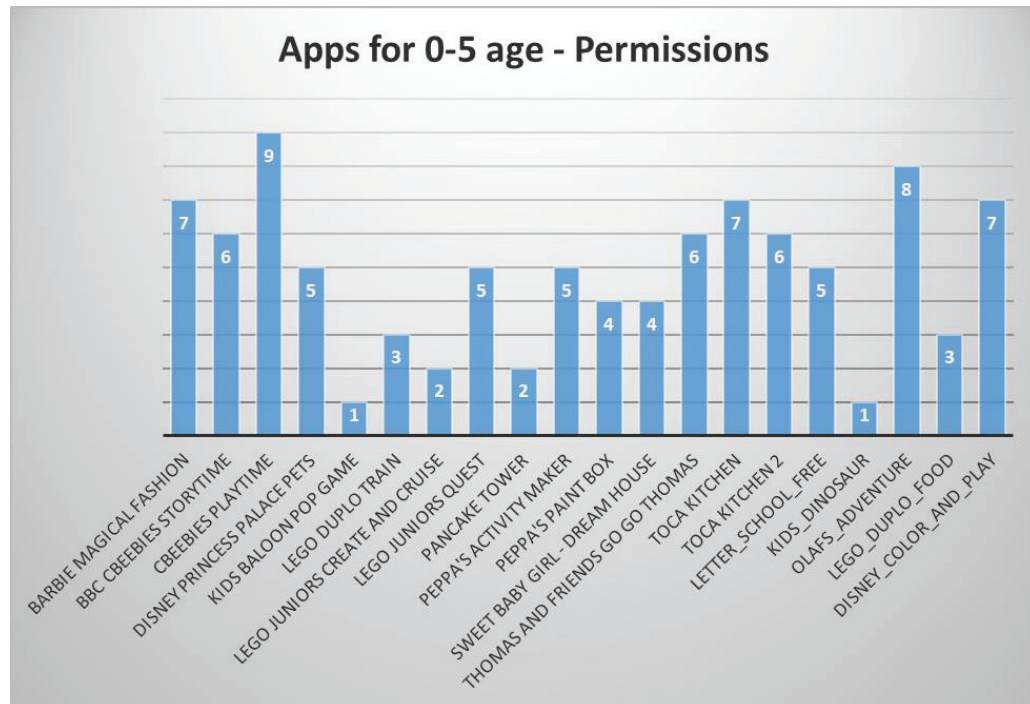 Apps for 0-5 age - Permissions
7
6
9
5
1
3
2
5
2
5
4
4
6
7
6
5
1
8
3
7
BARBIE MAGICAL FASHION
BBC CBEEBIES STORYTIME
CBEEBIES PLAYTIME
DISNEY PRINCESS PALACE PETS
KIDS BALOON POP GAME
LEGO DUPLO TRAIN
LEGO JUNIORS CREATE AND CRUISE
LEGO JUNIORS QUEST
PANCAKE TOWER
PEPPA'S ACTIVITY MAKER
PEPPA'S PAINT BOX
SWEET BABY GIRL - DREAM HOUSE
THOMAS AND FRIENDS GO GO THOMAS
TOCA KITCHEN
TOCA KITCHEN 2
LETTER_SCHOOL_FREE
KIDS_DINOSAUR
OLAFS_ADVENTURE
LEGO_DUPLO_FOOD
DISNEY_COLOR_AND_PLAY